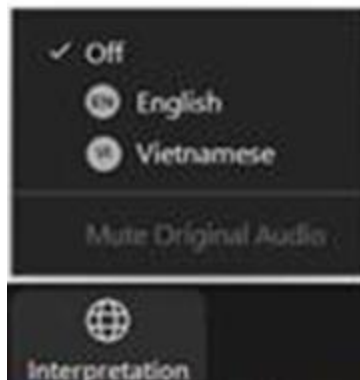 Off
English
Vietnamese
Mute Original Audio
Interpretation